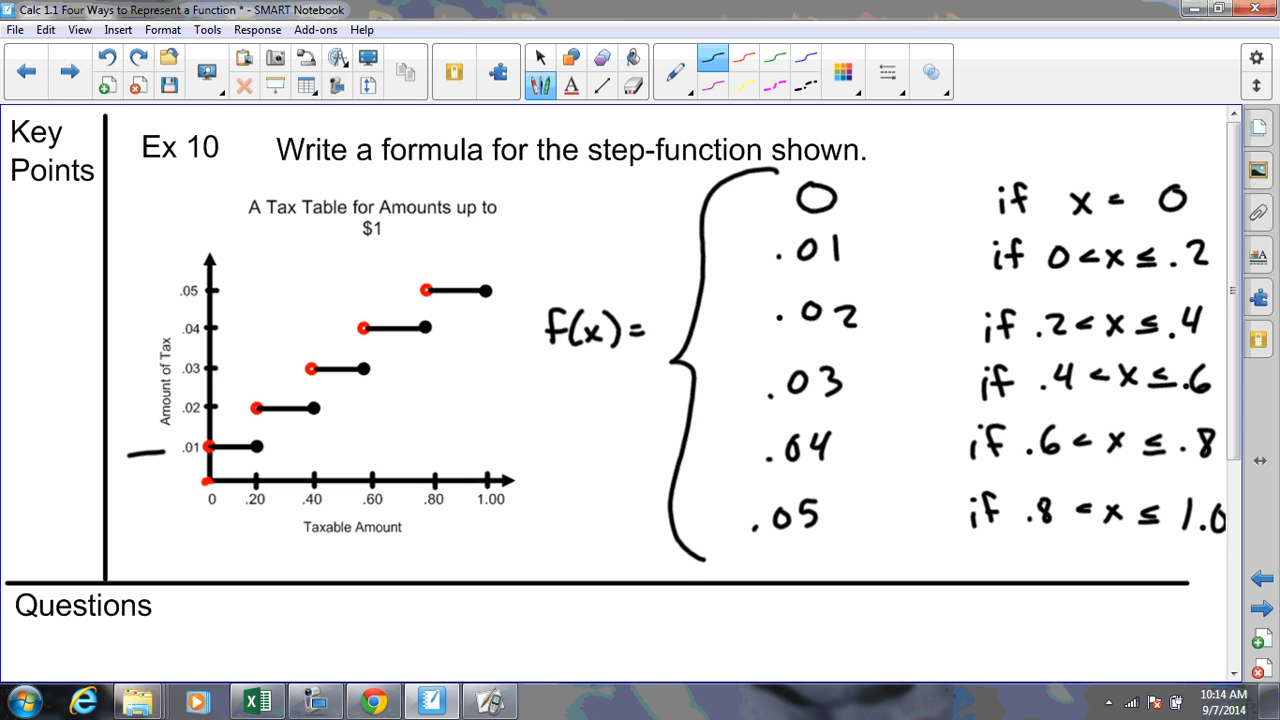 Calc 1.1 Four Ways to Represent a Function * - SMART Notebook
File Edit View Insert Format Tools Response Add-ons Help
Key
Points
Ex 10 Write a formula for the step-function shown.
A Tax Table for Amounts up to
$1
Amount of Tax
.05
.04
.03
.02
.01
0 .20 .40 .60 .80 1.00
Taxable Amount
f(x)=
0 if x = 0
.01 if 0 < x ≤ .2
.02 if .2 < x ≤ .4
.03 if .4 < x ≤ .6
.04 if .6 < x ≤ .8
.05 if .8 < x ≤ 1.0
Questions
10:14 AM
9/7/2014